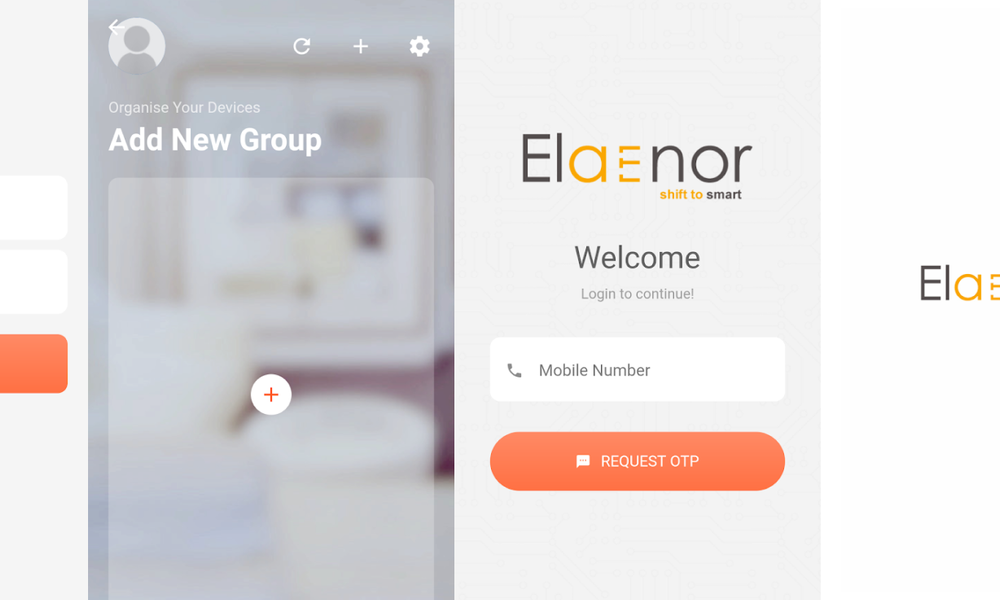 Organise Your Devices
Add New Group
Elaenor
shift to smart
Welcome
Login to continue!
Mobile Number
REQUEST OTP
Elae